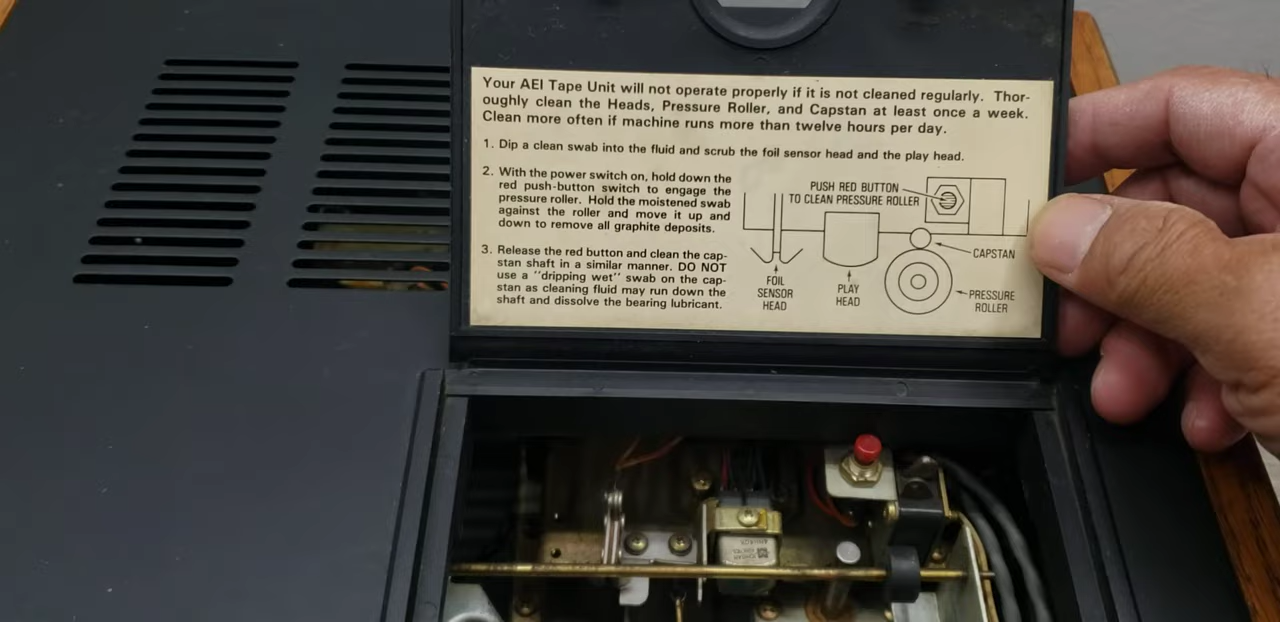 Your AEI Tape Unit will not operate properly if it is not cleaned regularly. Thor-
oughly clean the Heads, Pressure Roller, and Capstan at least once a week.
Clean more often if machine runs more than twelve hours per day.
1. Dip a clean swab into the fluid and scrub the foil sensor head and the play head.
2. With the power switch on, hold down the
red push-button switch to engage the
pressure roller. Hold the moistened swab
against the roller and move it up and
down to remove all graphite deposits.
3. Release the red button and clean the cap-
stan shaft in a similar manner. DO NOT
use a "dripping wet" swab on the cap-
stan as cleaning fluid may run down the
shaft and dissolve the bearing lubricant.
PUSH RED BUTTON
TO CLEAN PRESSURE ROLLER
CAPSTAN
FOIL
SENSOR
HEAD
PLAY
HEAD
PRESSURE
ROLLER